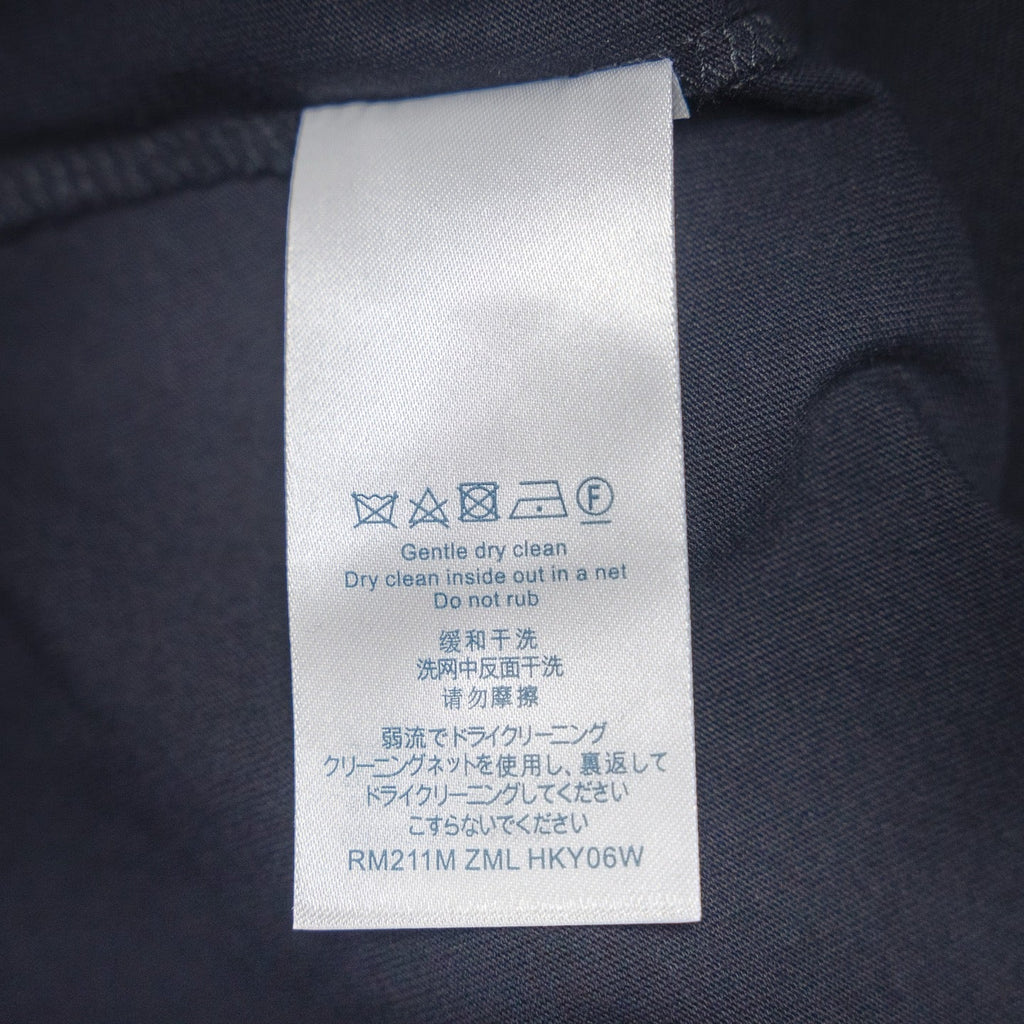 F
Gentle dry clean
Dry clean inside out in a net
Do not rub
缓和干洗
洗网中反面干洗
请勿摩擦
弱流でドライクリーニング
クリーニングネットを使用し、裏返して
ドライクリーニングしてください
こすらないでください
RM211M ZML HKY06W